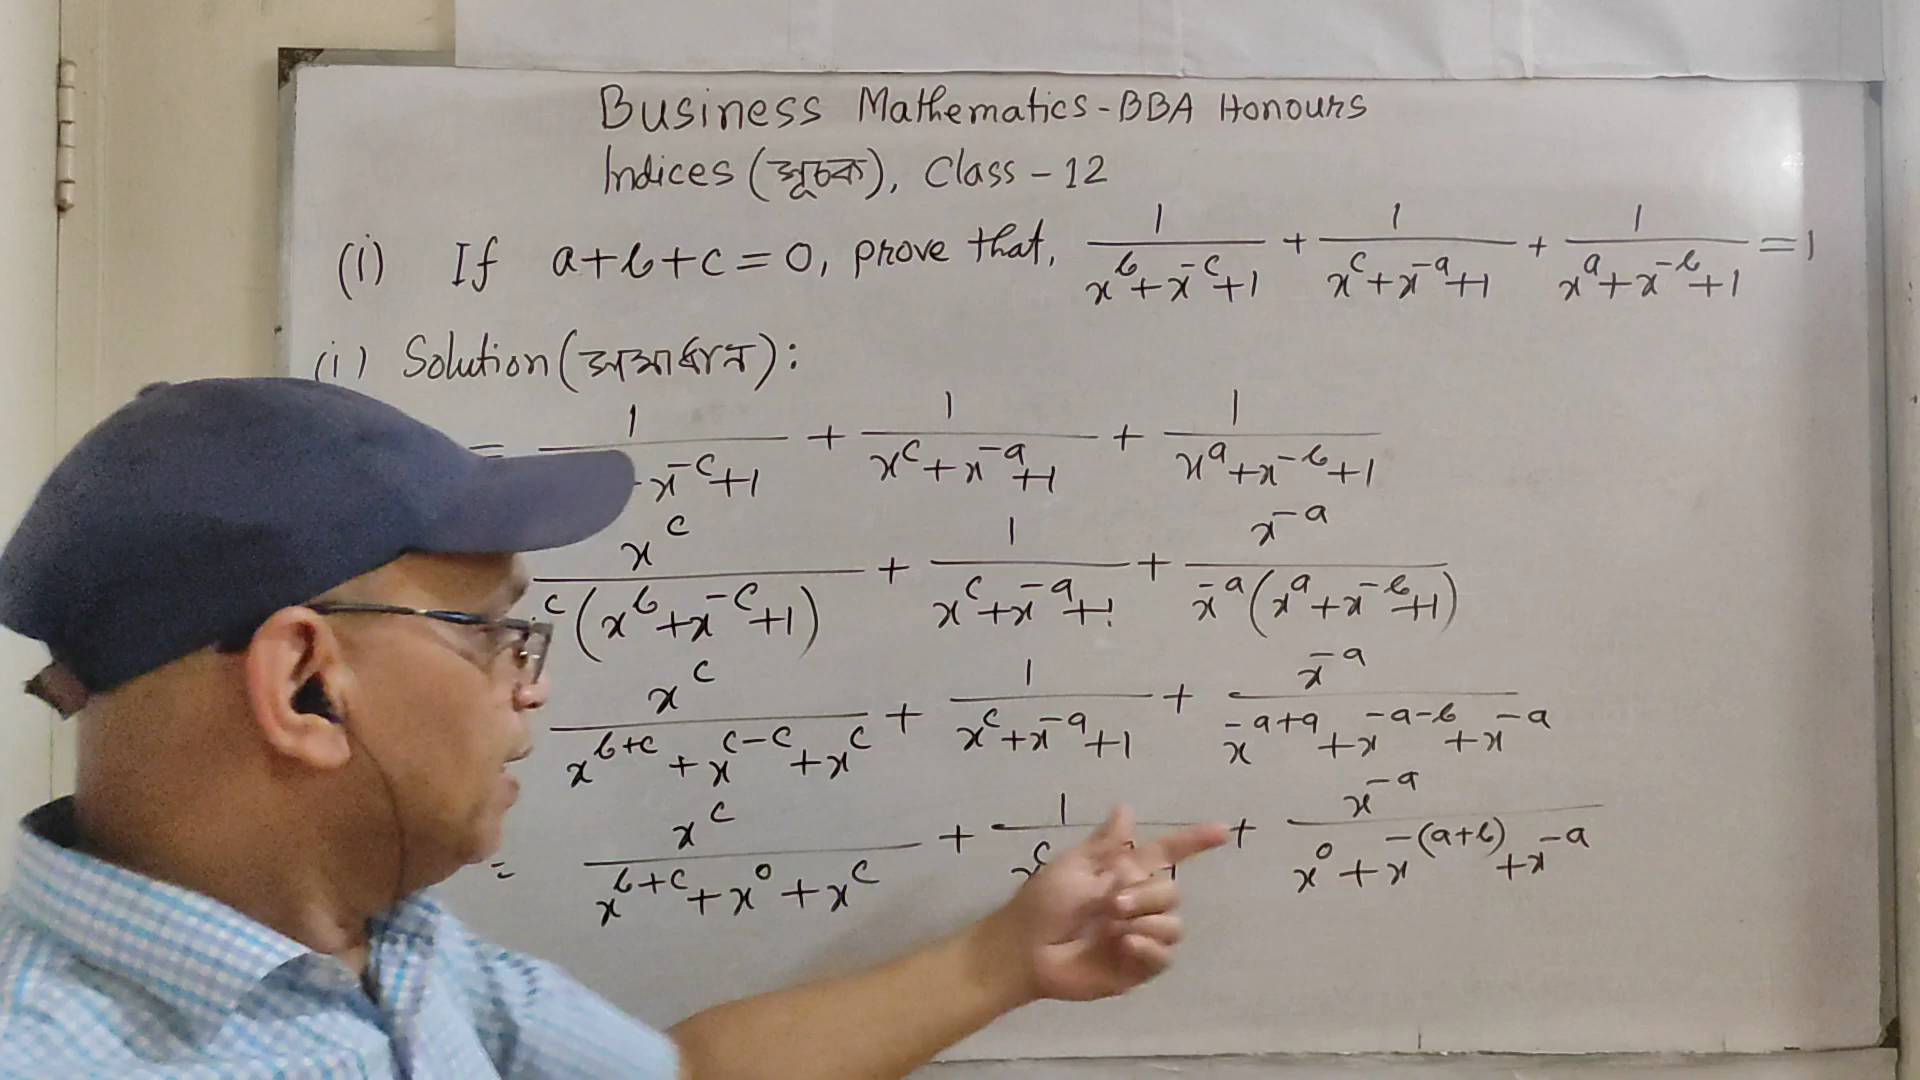 Business Mathematics - BBA Honours
Indices (সূচক), Class - 12
(i) If a+b+c=0, prove that, 1/(x^b+x^-c+1) + 1/(x^c+x^-a+1) + 1/(x^a+x^-b+1) = 1
(i) Solution (সমাধান):
= 1/( x^-c+1) + 1/(x^c+x^-a+1) + 1/(x^a+x^-b+1)
x^c/( ^c(x^b+x^-c+1)) + 1/(x^c+x^-a+1) + x^-a/(x^-a(x^a+x^-b+1))
x^c/(x^(b+c)+x^(c-c)+x^c) + 1/(x^c+x^-a+1) + x^-a/(x^(-a+a)+x^(-a-b)+x^-a)
= x^c/(x^(b+c)+x^0+x^c) + 1/(x^c ) + x^-a/(x^0+x^-(a+b)+x^-a)